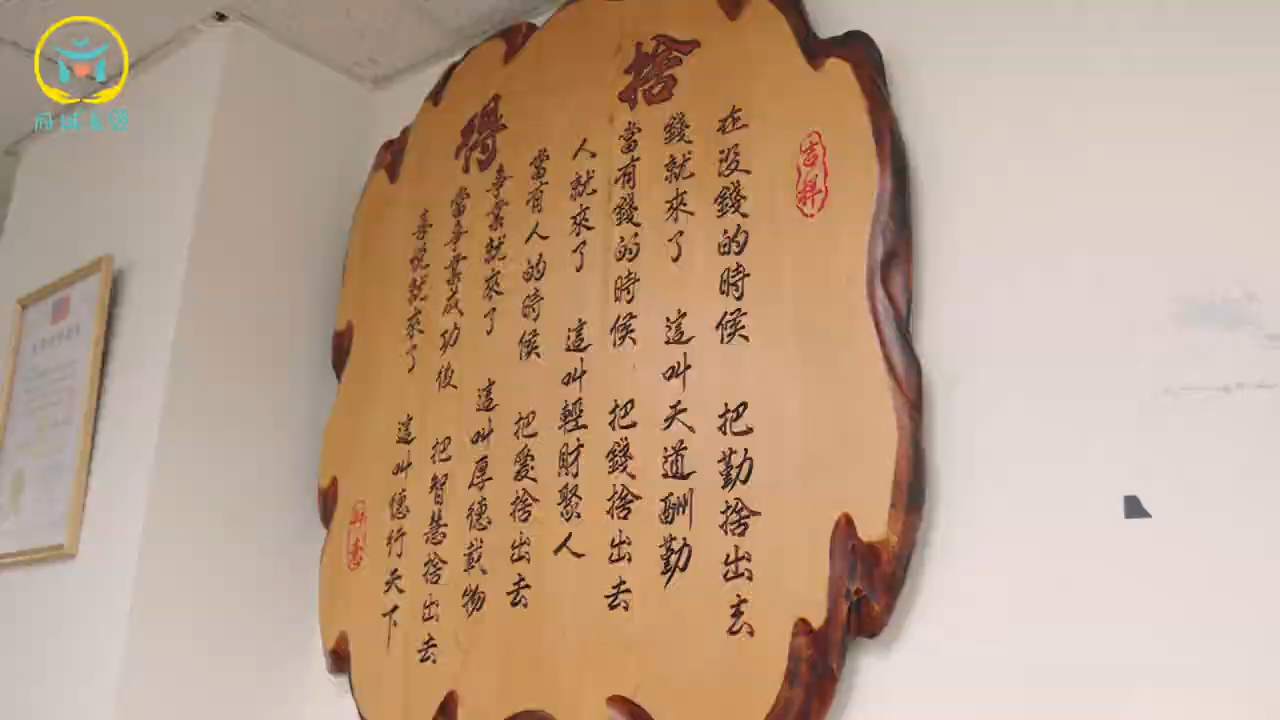 吉祥
捨得
在沒錢的時候 把勤捨出去
錢就來了 這叫天道酬勤
當有錢的時候 把錢捨出去
人就來了 這叫輕財聚人
當有人的時候 把愛捨出去
事業就來了 這叫厚德載物
當事業成功後 把智慧捨出去
喜悅就來了 這叫德行天下